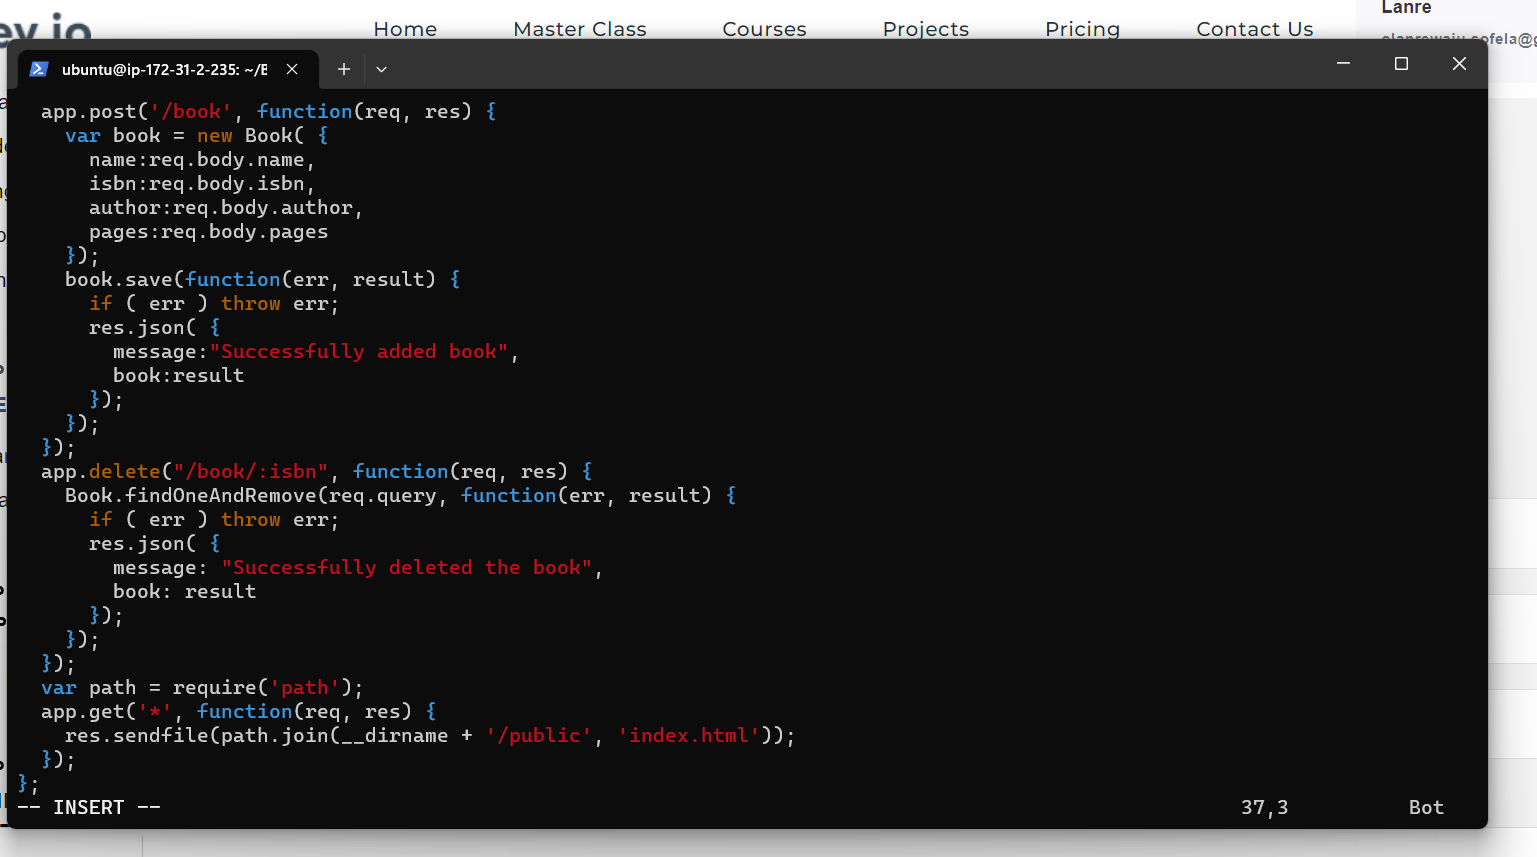 Lanre
Home Master Class Courses Projects Pricing Contact Us
ubuntu@ip-172-31-2-235: ~/B
app.post('/book', function(req, res) {
var book = new Book( {
name:req.body.name,
isbn:req.body.isbn,
author:req.body.author,
pages:req.body.pages
});
book.save(function(err, result) {
if ( err ) throw err;
res.json( {
message:"Successfully added book",
book:result
});
});
});
app.delete("/book/:isbn", function(req, res) {
Book.findOneAndRemove(req.query, function(err, result) {
if ( err ) throw err;
res.json( {
message: "Successfully deleted the book",
book: result
});
});
});
var path = require('path');
app.get('*', function(req, res) {
res.sendfile(path.join(__dirname + '/public', 'index.html'));
});
};
-- INSERT -- 37,3 Bot